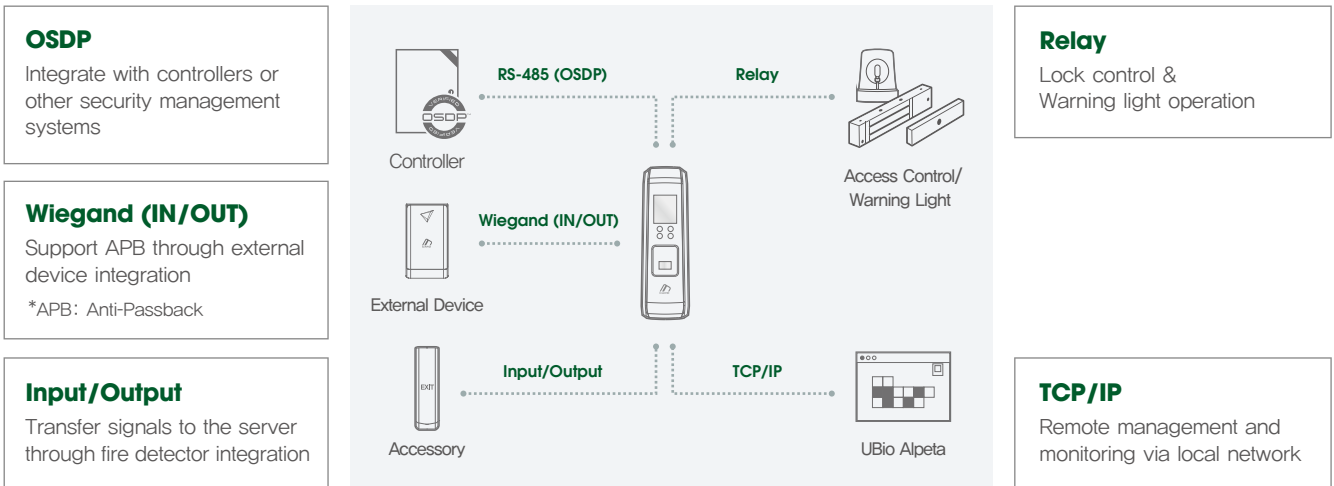 OSDP
Integrate with controllers or
other security management
systems
Wiegand (IN/OUT)
Support APB through external
device integration
*APB: Anti-Passback
Input/Output
Transfer signals to the server
through fire detector integration
RS-485 (OSDP)
Relay
VERIFIED
OSDP™
VERIFIED
Controller
Access Control/
Warning Light
Wiegand (IN/OUT)
External Device
Input/Output
TCP/IP
EXIT
Accessory
UBio Alpeta
Relay
Lock control &
Warning light operation
TCP/IP
Remote management and
monitoring via local network